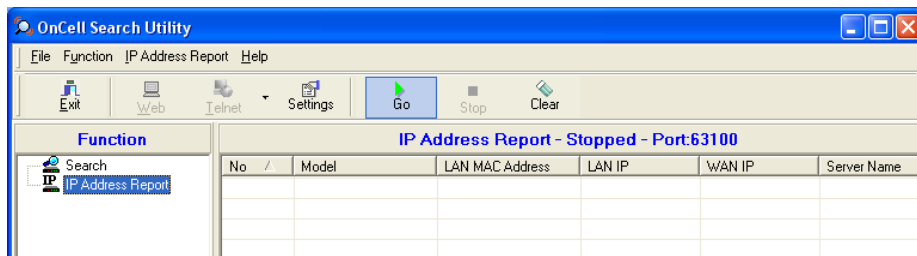 OnCell Search Utility
File Function IP Address Report Help
Exit Web Telnet Settings Go Stop Clear
Function IP Address Report - Stopped - Port:63100
Search No Model LAN MAC Address LAN IP WAN IP Server Name
IP IP Address Report